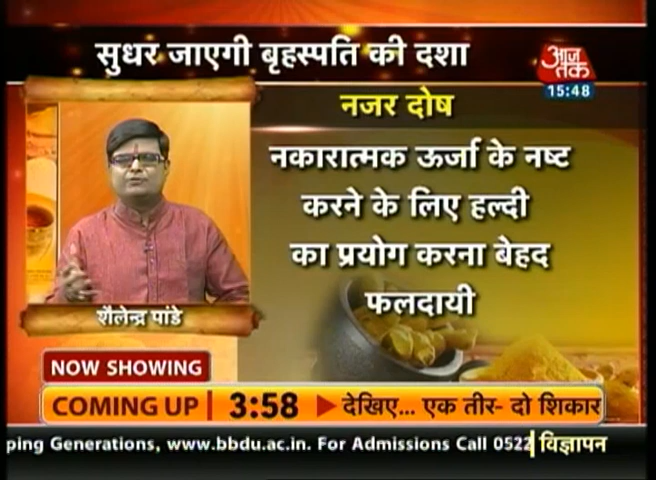 सुधर जाएगी बृहस्पति की दशा
आज तक
15:48
नजर दोष
नकारात्मक ऊर्जा के नष्ट
करने के लिए हल्दी
का प्रयोग करना बेहद
फलदायी
शैलेन्द्र पांडे
NOW SHOWING
COMING UP 3:58 देखिए... एक तीर- दो शिकार
ping Generations, www.bbdu.ac.in. For Admissions Call 0522 विज्ञापन